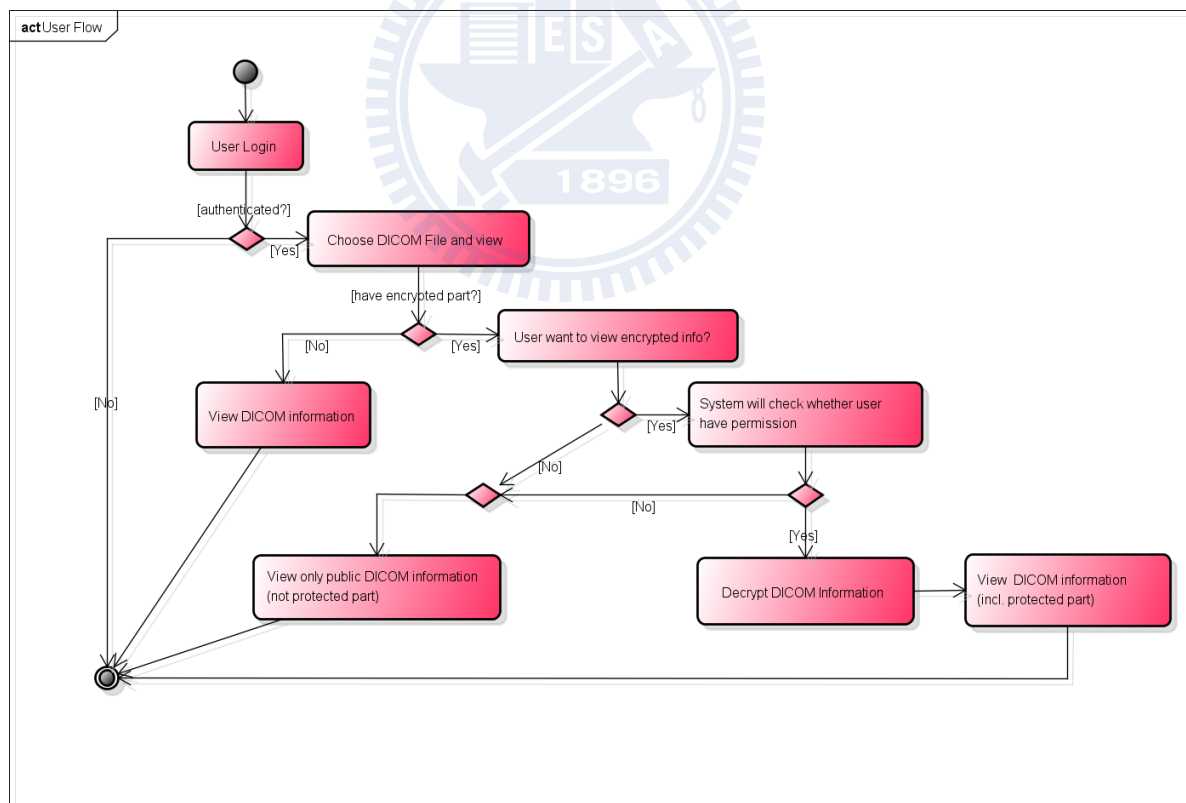 act User Flow
E S A
1896
User Login
[authenticated?]
[Yes]
Choose DICOM File and view
[No]
[have encrypted part?]
[No]
[Yes]
User want to view encrypted info?
View DICOM information
[Yes]
System will check whether user
have permission
[No]
[No]
[Yes]
View only public DICOM information
(not protected part)
Decrypt DICOM Information
View DICOM information
(incl. protected part)